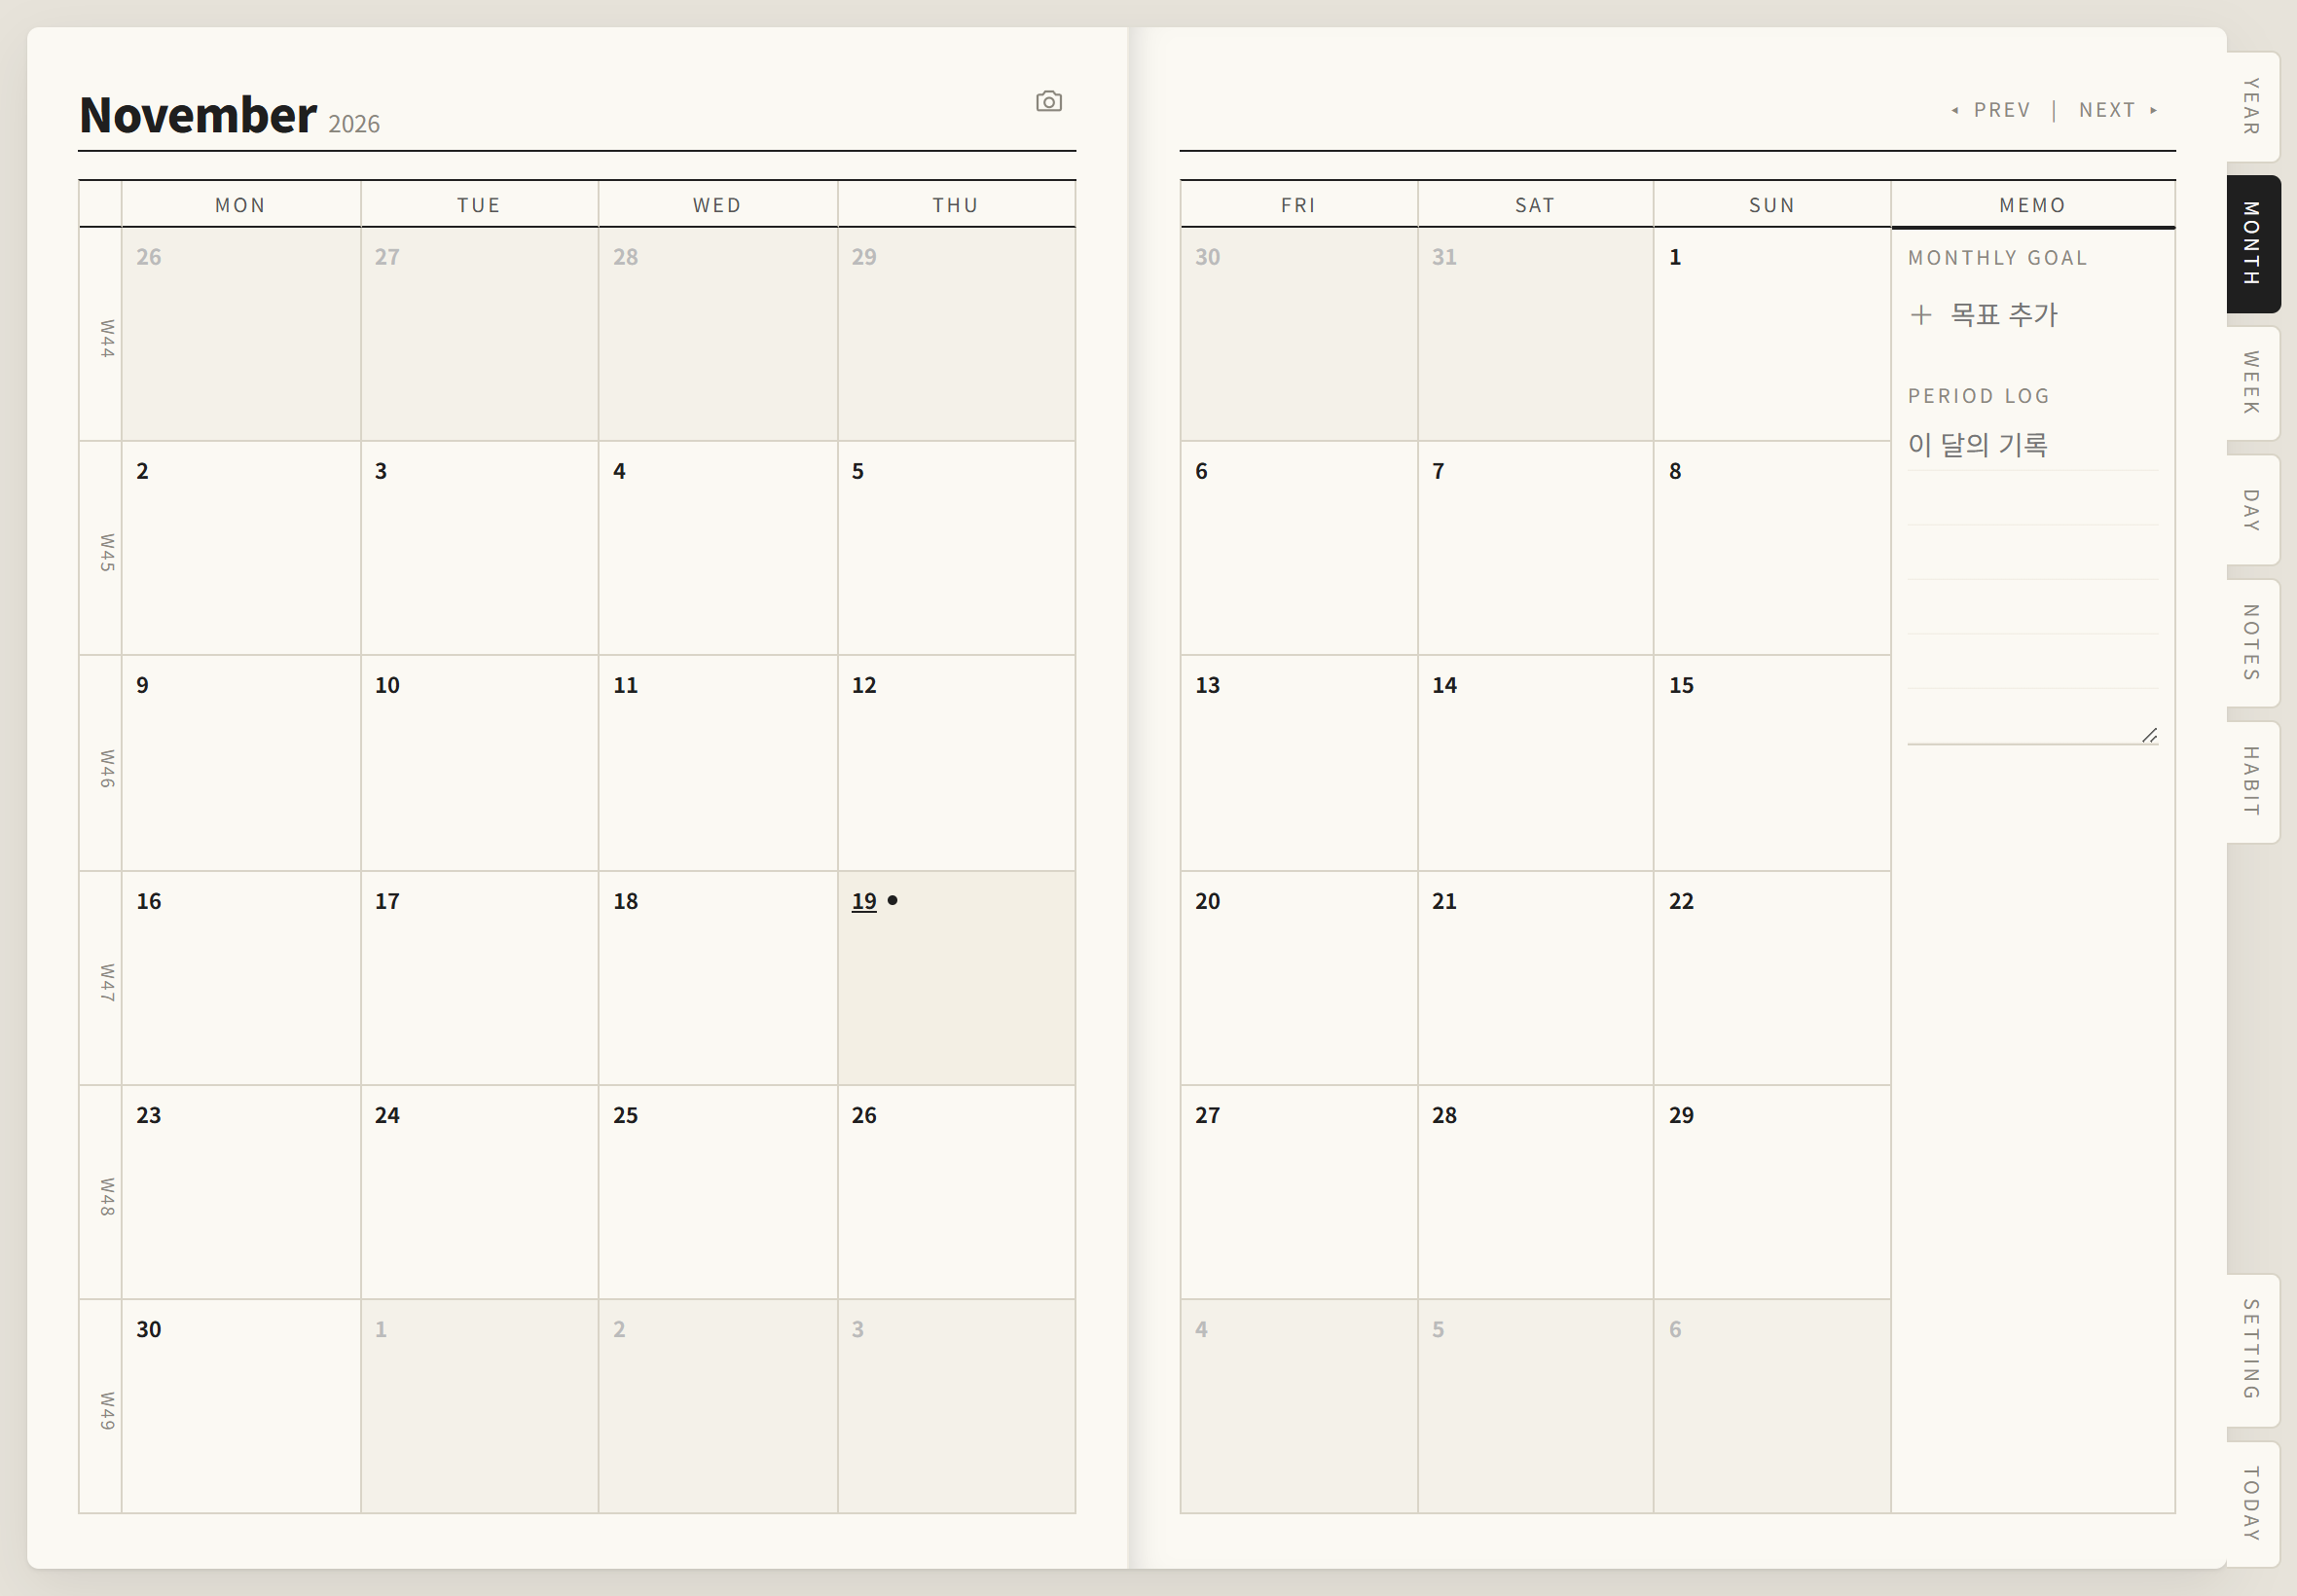 November 2026
◂ PREV | NEXT ▸
MON TUE WED THU FRI SAT SUN MEMO
W44 26 27 28 29 30 31 1
W45 2 3 4 5 6 7 8
W46 9 10 11 12 13 14 15
W47 16 17 18 19 • 20 21 22
W48 23 24 25 26 27 28 29
W49 30 1 2 3 4 5 6
MONTHLY GOAL
+ 목표 추가
PERIOD LOG
이 달의 기록
YEAR
MONTH
WEEK
DAY
NOTES
HABIT
SETTING
TODAY